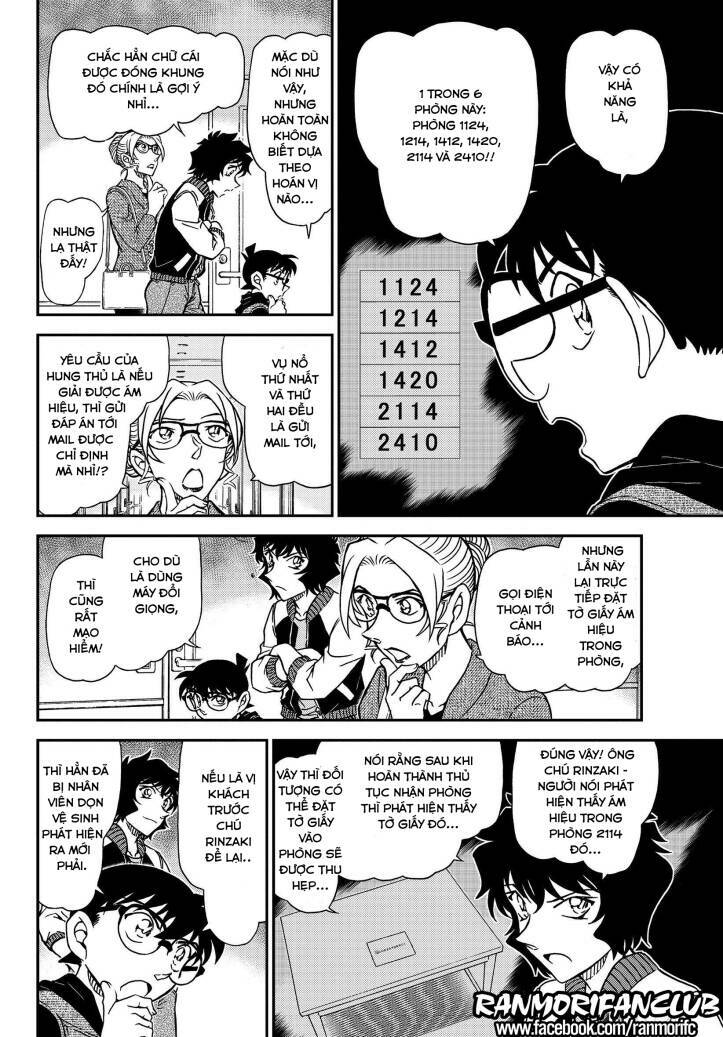 VẬY CÓ
KHẢ
NĂNG
LÀ,
1 TRONG 6
PHÒNG NÀY:
PHÒNG 1124,
1214, 1412, 1420,
2114 VÀ 2410!!
1124
1214
1412
1420
2114
2410
MẶC DÙ
NÓI NHƯ
VẬY,
NHƯNG
HOÀN TOÀN
KHÔNG
BIẾT DỰA
THEO
HOÁN VỊ
NÀO...
CHẮC HẲN CHỮ CÁI
ĐƯỢC ĐÓNG KHUNG
ĐÓ CHÍNH LÀ GỢI Ý
NHỈ...
NHƯNG
LẠ THẬT
ĐẤY!
VỤ NỔ
THỨ NHẤT
VÀ THỨ
HAI ĐỀU
LÀ GỬI
MAIL TỚI,
YÊU CẦU CỦA
HUNG THỦ LÀ NẾU
GIẢI ĐƯỢC ÁM
HIỆU, THÌ GỬI
ĐÁP ÁN TỚI
MAIL ĐƯỢC
CHỈ ĐỊNH
MÀ NHỈ!?
NHƯNG
LẦN NÀY
LẠI TRỰC
TIẾP ĐẶT
TỜ GIẤY ÁM
HIỆU TRONG
PHÒNG,
GỌI ĐIỆN
THOẠI TỚI
CẢNH
BÁO...
CHO DÙ
LÀ DÙNG
MÁY ĐỔI
GIỌNG,
THÌ
CŨNG
RẤT
MẠO
HIỂM!
ĐÚNG VẬY! ÔNG
CHÚ RINZAKI -
NGƯỜI NÓI PHÁT
HIỆN THẤY ÁM
HIỆU TRONG
PHÒNG 2114
ĐÓ...
NÓI RẰNG SAU KHI
HOÀN THÀNH THỦ
TỤC NHẬN PHÒNG
THÌ PHÁT HIỆN THẤY
TỜ GIẤY ĐÓ...
VẬY THÌ ĐỐI
TƯỢNG CÓ
THỂ ĐẶT
TỜ GIẤY
VÀO
PHÒNG SẼ
ĐƯỢC THU
HẸP...
NẾU LÀ VỊ
KHÁCH
TRƯỚC
CHÚ
RINZAKI
ĐỂ LẠI..
THÌ HẲN ĐÃ
BỊ NHÂN
VIÊN DỌN
VỆ SINH
PHÁT HIỆN
RA MỚI
PHẢI.
RANMORIFANCLUB
www.facebook.com/ranmorifc